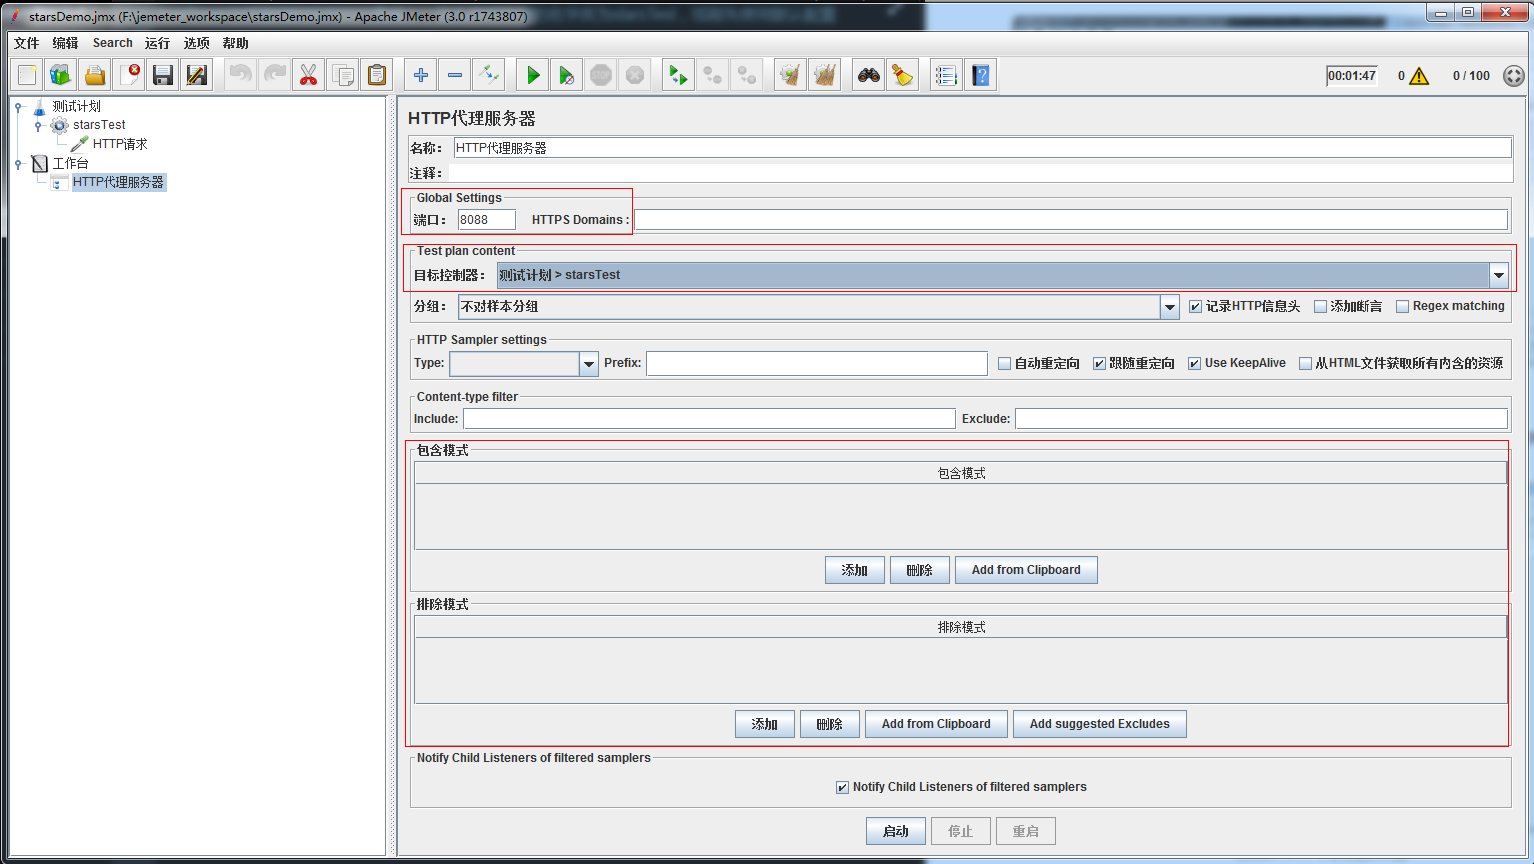 starsDemo.jmx (F:\jemeter_workspace\starsDemo.jmx) - Apache JMeter (3.0 r1743807)
文件 编辑 Search 运行 选项 帮助
STOP 00:01:47 0 0 / 100
测试计划
starsTest
HTTP请求
工作台
HTTP代理服务器
HTTP代理服务器
名称： HTTP代理服务器
注释：
Global Settings
端口： 8088 HTTPS Domains :
Test plan content
目标控制器： 测试计划 > starsTest
分组： 不对样本分组 记录HTTP信息头 添加断言 Regex matching
HTTP Sampler settings
Type: Prefix: 自动重定向 跟随重定向 Use KeepAlive 从HTML文件获取所有内含的资源
Content-type filter
Include: Exclude:
包含模式
包含模式
添加 删除 Add from Clipboard
排除模式
排除模式
添加 删除 Add from Clipboard Add suggested Excludes
Notify Child Listeners of filtered samplers
Notify Child Listeners of filtered samplers
启动 停止 重启